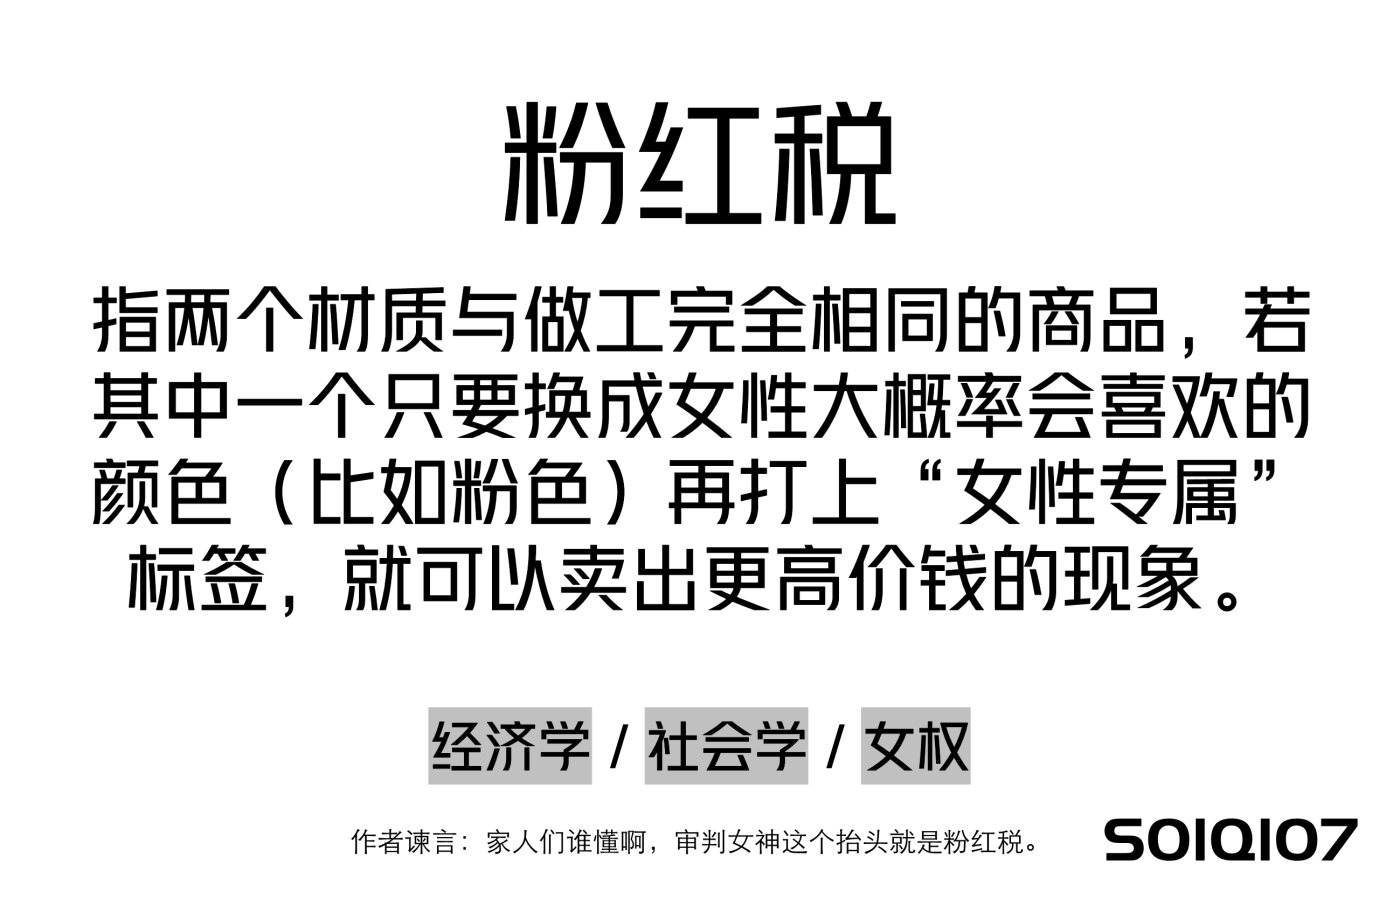 粉红税
指两个材质与做工完全相同的商品，若
其中一个只要换成女性大概率会喜欢的
颜色（比如粉色）再打上“女性专属”
标签，就可以卖出更高价钱的现象。
经济学 / 社会学 / 女权
作者谏言：家人们谁懂啊，审判女神这个抬头就是粉红税。
SOIQIO7